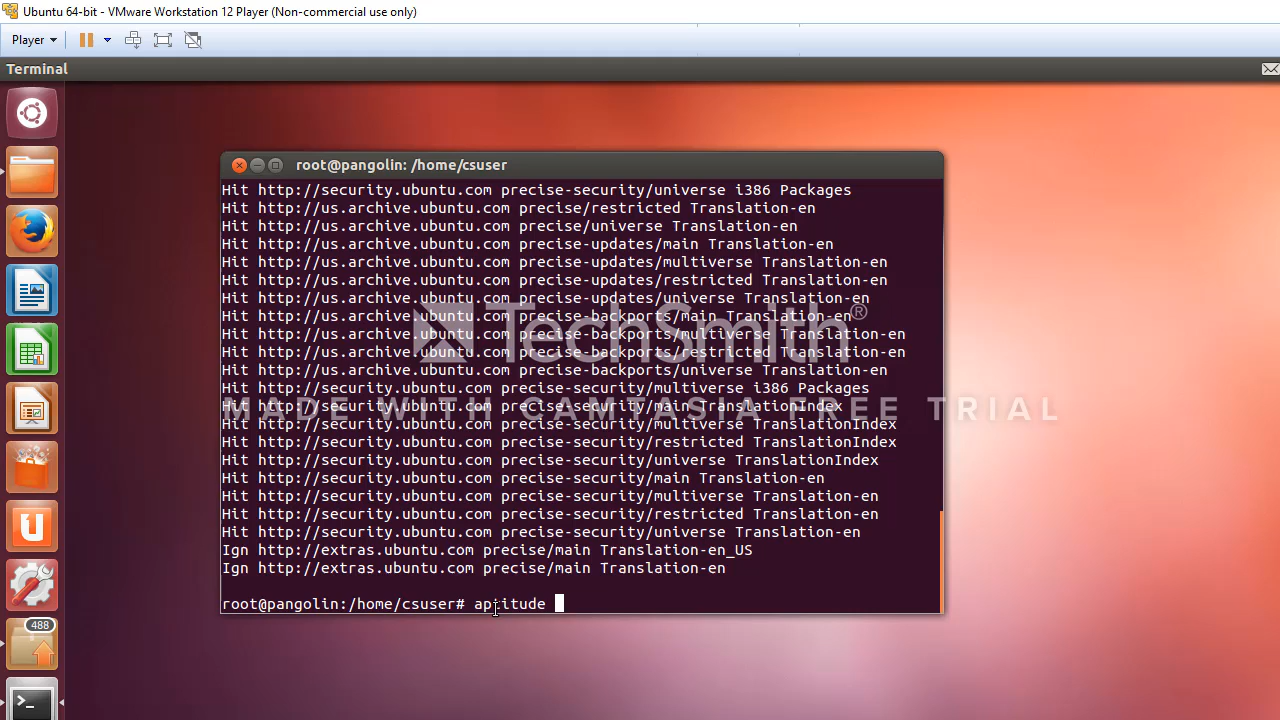 Ubuntu 64-bit - VMware Workstation 12 Player (Non-commercial use only)
Player
Terminal
root@pangolin: /home/csuser
Hit http://security.ubuntu.com precise-security/universe i386 Packages
Hit http://us.archive.ubuntu.com precise/restricted Translation-en
Hit http://us.archive.ubuntu.com precise/universe Translation-en
Hit http://us.archive.ubuntu.com precise-updates/main Translation-en
Hit http://us.archive.ubuntu.com precise-updates/multiverse Translation-en
Hit http://us.archive.ubuntu.com precise-updates/restricted Translation-en
Hit http://us.archive.ubuntu.com precise-updates/universe Translation-en
Hit http://us.archive.ubuntu.com precise-backports/main Translation-en
Hit http://us.archive.ubuntu.com precise-backports/multiverse Translation-en
Hit http://us.archive.ubuntu.com precise-backports/restricted Translation-en
Hit http://us.archive.ubuntu.com precise-backports/universe Translation-en
Hit http://security.ubuntu.com precise-security/multiverse i386 Packages
Hit http://security.ubuntu.com precise-security/main TranslationIndex
Hit http://security.ubuntu.com precise-security/multiverse TranslationIndex
Hit http://security.ubuntu.com precise-security/restricted TranslationIndex
Hit http://security.ubuntu.com precise-security/universe TranslationIndex
Hit http://security.ubuntu.com precise-security/main Translation-en
Hit http://security.ubuntu.com precise-security/multiverse Translation-en
Hit http://security.ubuntu.com precise-security/restricted Translation-en
Hit http://security.ubuntu.com precise-security/universe Translation-en
Ign http://extras.ubuntu.com precise/main Translation-en_US
Ign http://extras.ubuntu.com precise/main Translation-en
root@pangolin:/home/csuser# aptitude
TechSmith®
MADE WITH CAMTASIA FREE TRIAL
488